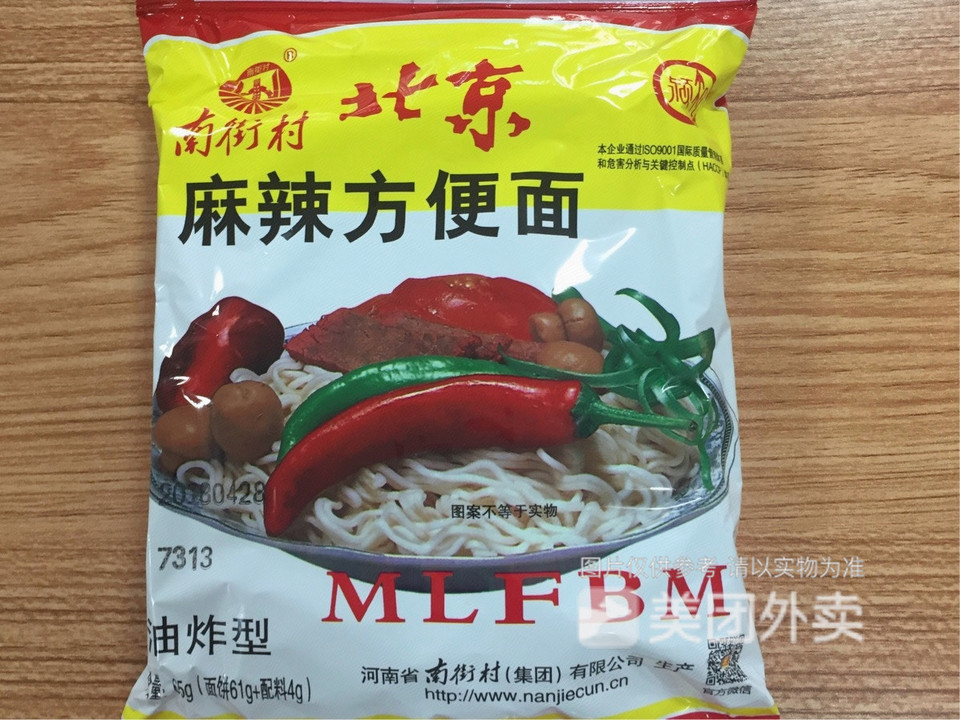 南街村
®
南街村
北京
麻辣方便面
本企业通过ISO9001国际质量
和危害分析与关键控制点（HACCP
20180428
7313
图案不等于实物
图片仅供参考 请以实物为准
MLFBM
美团外卖
油炸型
65g（面饼61g+配料4g）
河南省南街村(集团)有限公司 生产
http://www.nanjiecun.cn
官方微信